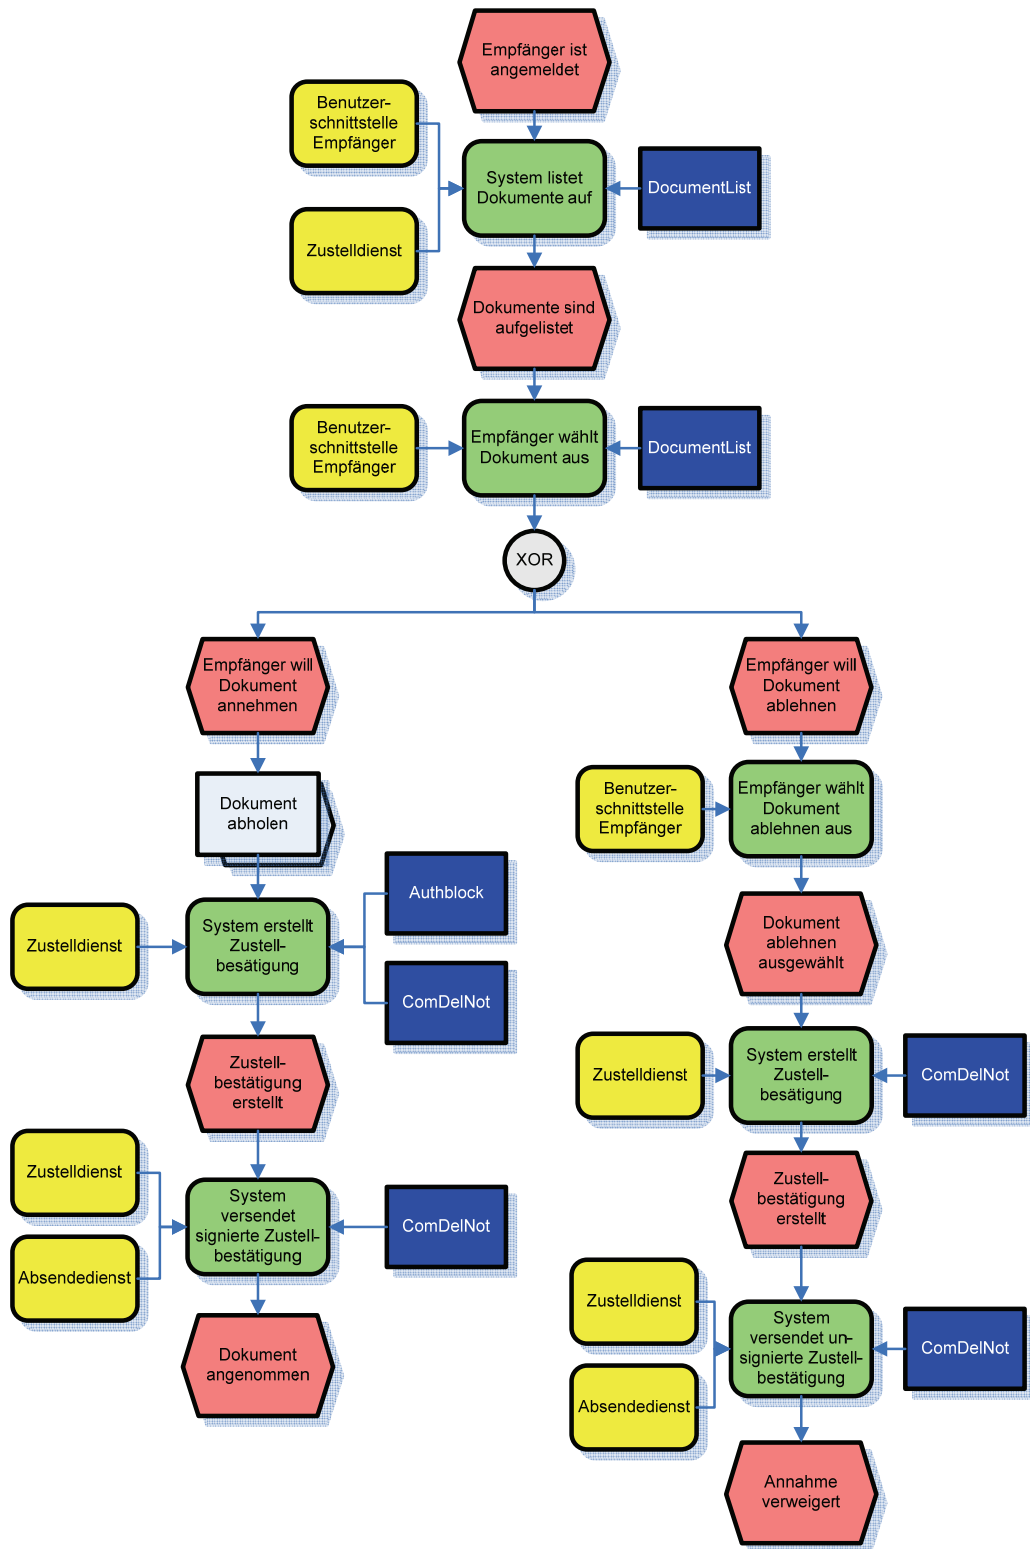 Empfänger ist
angemeldet
Benutzer-
schnittstelle
Empfänger
System listet
Dokumente auf
DocumentList
Zustelldienst
Dokumente sind
aufgelistet
Benutzer-
schnittstelle
Empfänger
Empfänger wählt
Dokument aus
DocumentList
XOR
Empfänger will
Dokument
annehmen
Dokument
abholen
Authblock
Zustelldienst
System erstellt
Zustell-
besätigung
ComDelNot
Zustell-
bestätigung
erstellt
Zustelldienst
Absendedienst
System
versendet
signierte Zustell-
bestätigung
ComDelNot
Dokument
angenommen
Empfänger will
Dokument
ablehnen
Benutzer-
schnittstelle
Empfänger
Empfänger wählt
Dokument
ablehnen aus
Dokument
ablehnen
ausgewählt
Zustelldienst
System erstellt
Zustell-
besätigung
ComDelNot
Zustell-
bestätigung
erstellt
Zustelldienst
Absendedienst
System
versendet un-
signierte Zustell-
bestätigung
ComDelNot
Annahme
verweigert